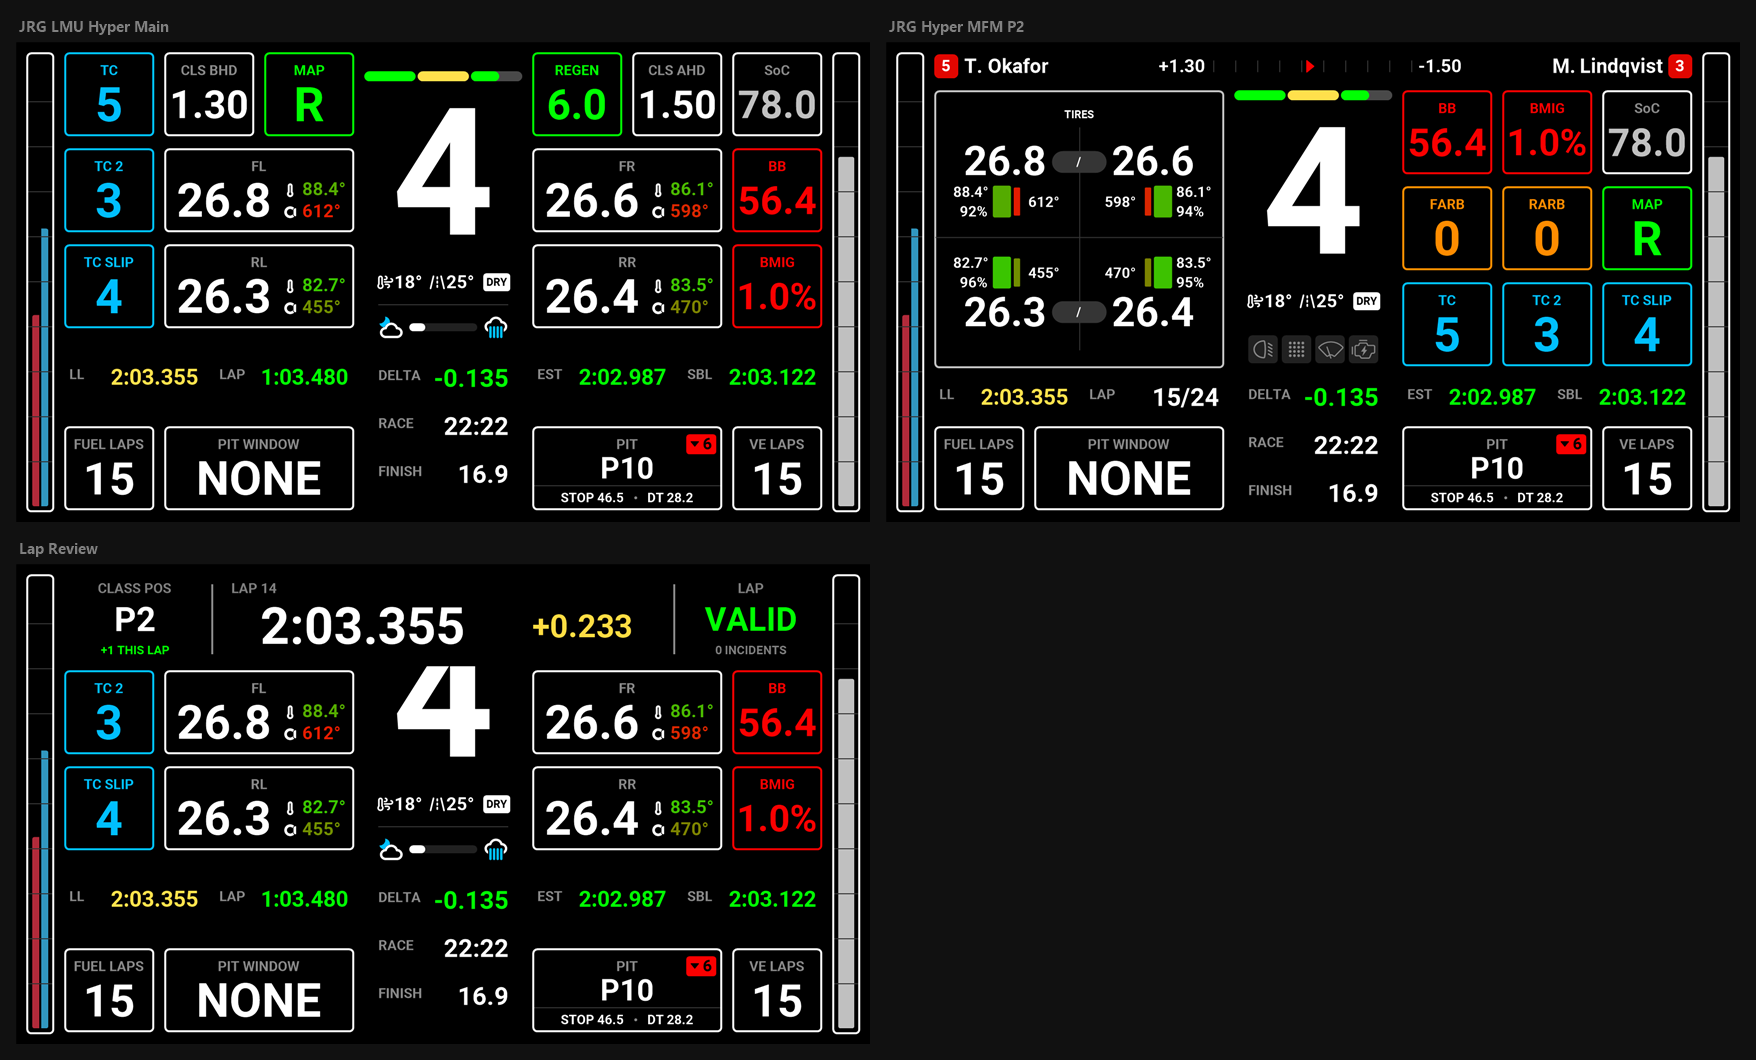 JRG LMU Hyper Main
TC
5
CLS BHD
1.30
MAP
R
REGEN
6.0
CLS AHD
1.50
SoC
78.0
4
TC 2
3
FL
26.8 88.4°
612°
FR
26.6 86.1°
598°
BB
56.4
TC SLIP
4
RL
26.3 82.7°
455°
18° 25° DRY
RR
26.4 83.5°
470°
BMIG
1.0%
LL 2:03.355 LAP 1:03.480 DELTA -0.135 EST 2:02.987 SBL 2:03.122
RACE 22:22
FINISH 16.9
FUEL LAPS
15
PIT WINDOW
NONE
PIT 6
P10
STOP 46.5 · DT 28.2
VE LAPS
15
JRG Hyper MFM P2
5 T. Okafor +1.30 -1.50 M. Lindqvist 3
TIRES
26.8 / 26.6
88.4° 612° 598° 86.1°
92% 94%
82.7° 455° 470° 83.5°
96% 95%
26.3 / 26.4
4
18° 25° DRY
BB
56.4
BMIG
1.0%
SoC
78.0
FARB
0
RARB
0
MAP
R
TC
5
TC 2
3
TC SLIP
4
LL 2:03.355 LAP 15/24 DELTA -0.135 EST 2:02.987 SBL 2:03.122
RACE 22:22
FINISH 16.9
FUEL LAPS
15
PIT WINDOW
NONE
PIT 6
P10
STOP 46.5 · DT 28.2
VE LAPS
15
Lap Review
CLASS POS
P2
+1 THIS LAP
LAP 14
2:03.355 +0.233
LAP
VALID
0 INCIDENTS
4
TC 2
3
FL
26.8 88.4°
612°
FR
26.6 86.1°
598°
BB
56.4
TC SLIP
4
RL
26.3 82.7°
455°
18° 25° DRY
RR
26.4 83.5°
470°
BMIG
1.0%
LL 2:03.355 LAP 1:03.480 DELTA -0.135 EST 2:02.987 SBL 2:03.122
RACE 22:22
FINISH 16.9
FUEL LAPS
15
PIT WINDOW
NONE
PIT 6
P10
STOP 46.5 · DT 28.2
VE LAPS
15